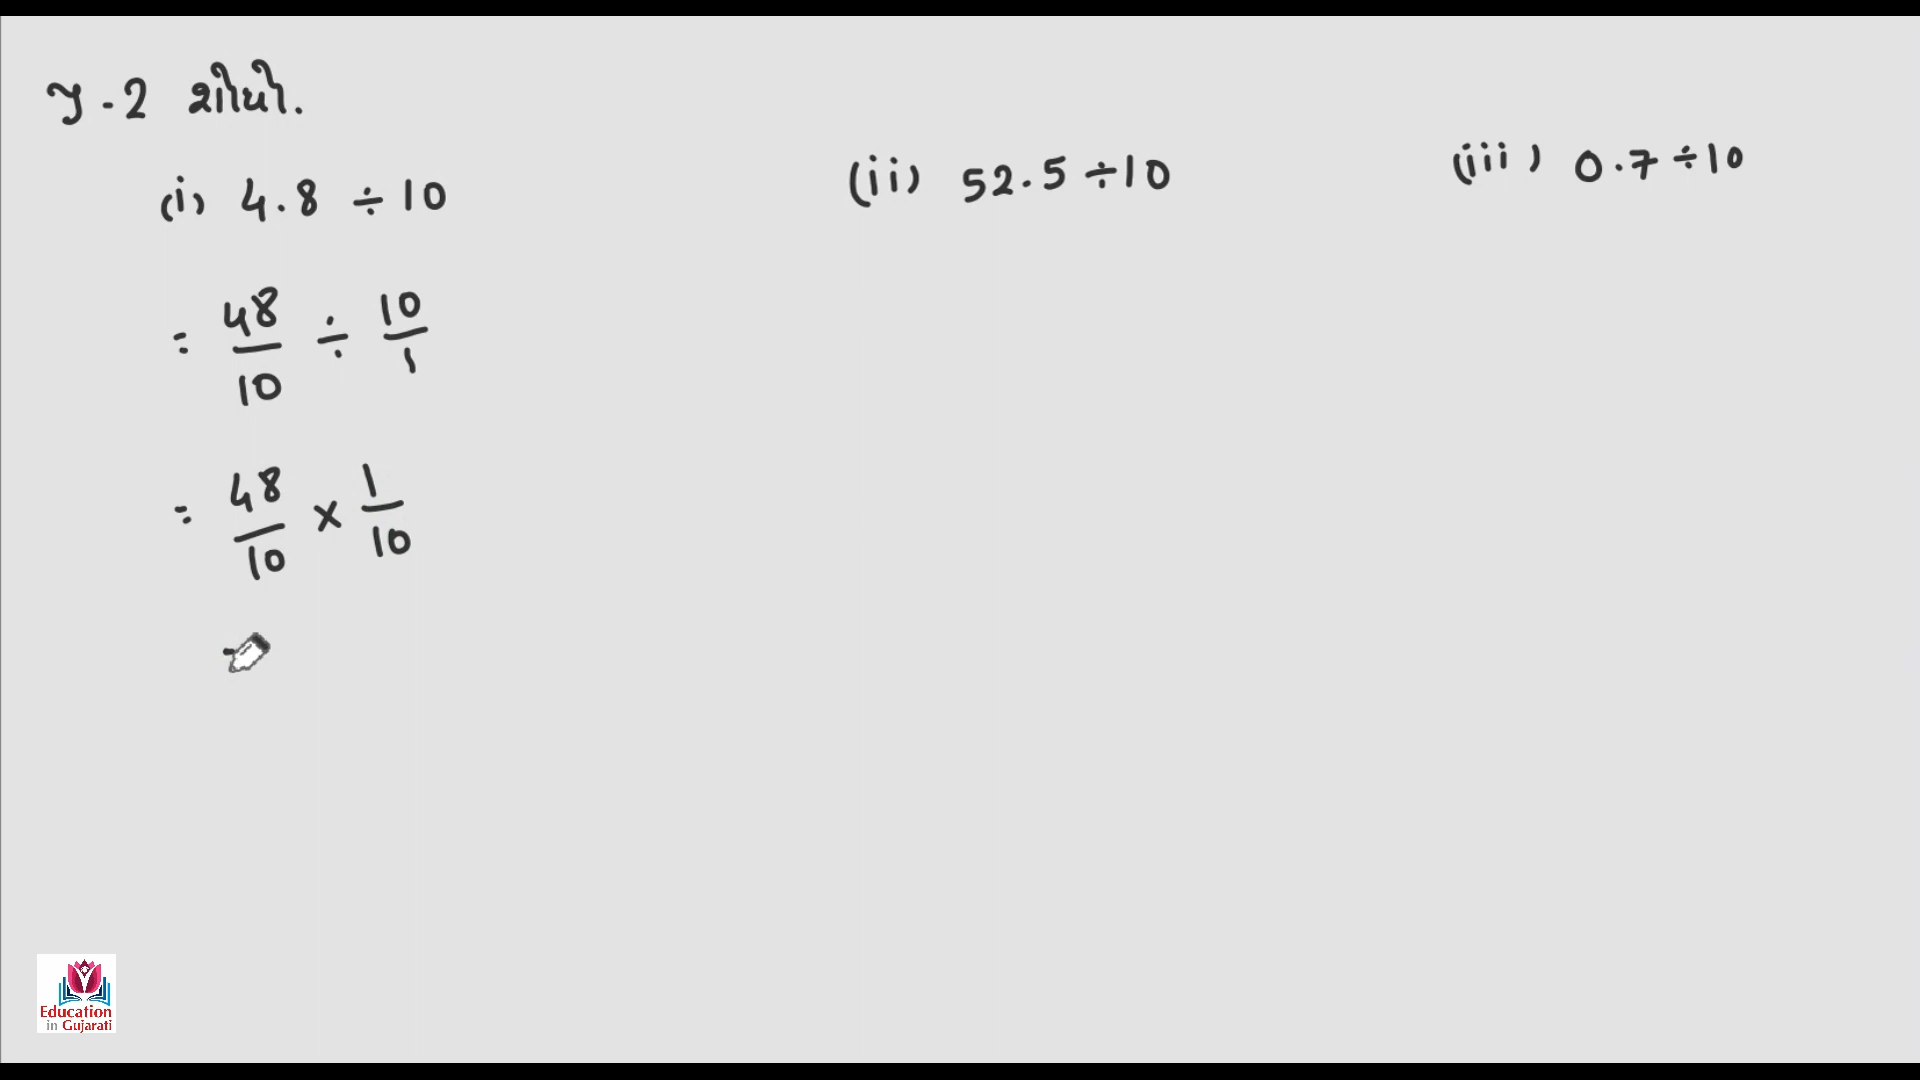 પ્ર-2 શોધો.
(i) 4.8 ÷ 10
(ii) 52.5 ÷ 10
(iii) 0.7 ÷ 10
= 48/10 ÷ 10/1
= 48/10 × 1/10
Education
in Gujarati